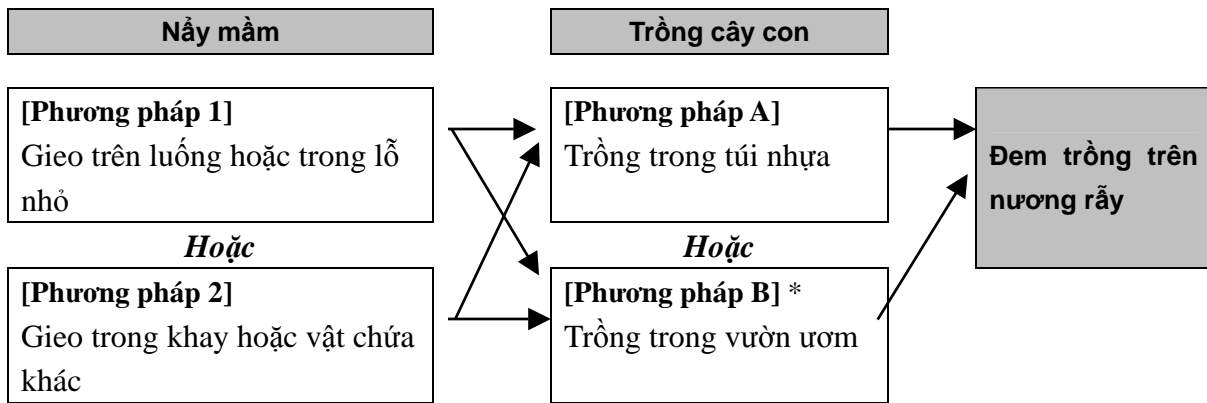 Nẩy mầm
Trồng cây con
[Phương pháp 1]
Gieo trên luống hoặc trong lỗ
nhỏ
Hoặc
[Phương pháp 2]
Gieo trong khay hoặc vật chứa
khác
[Phương pháp A]
Trồng trong túi nhựa
Hoặc
[Phương pháp B] *
Trồng trong vườn ươm
Đem trồng trên
nương rẫy